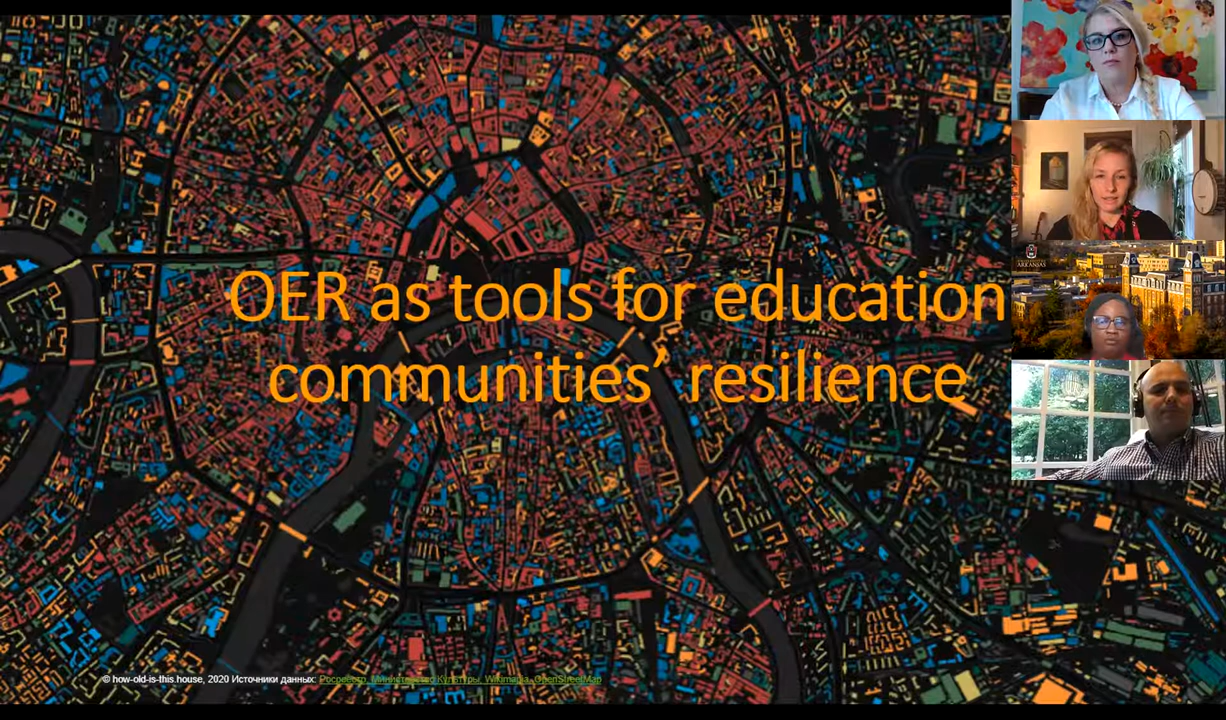 OER as tools for education
communities’ resilience
ARKANSAS
© how-old-is-this.house, 2020 Источники данных: Росреестр, Министерство Культуры, Wikimapia, OpenStreetMap